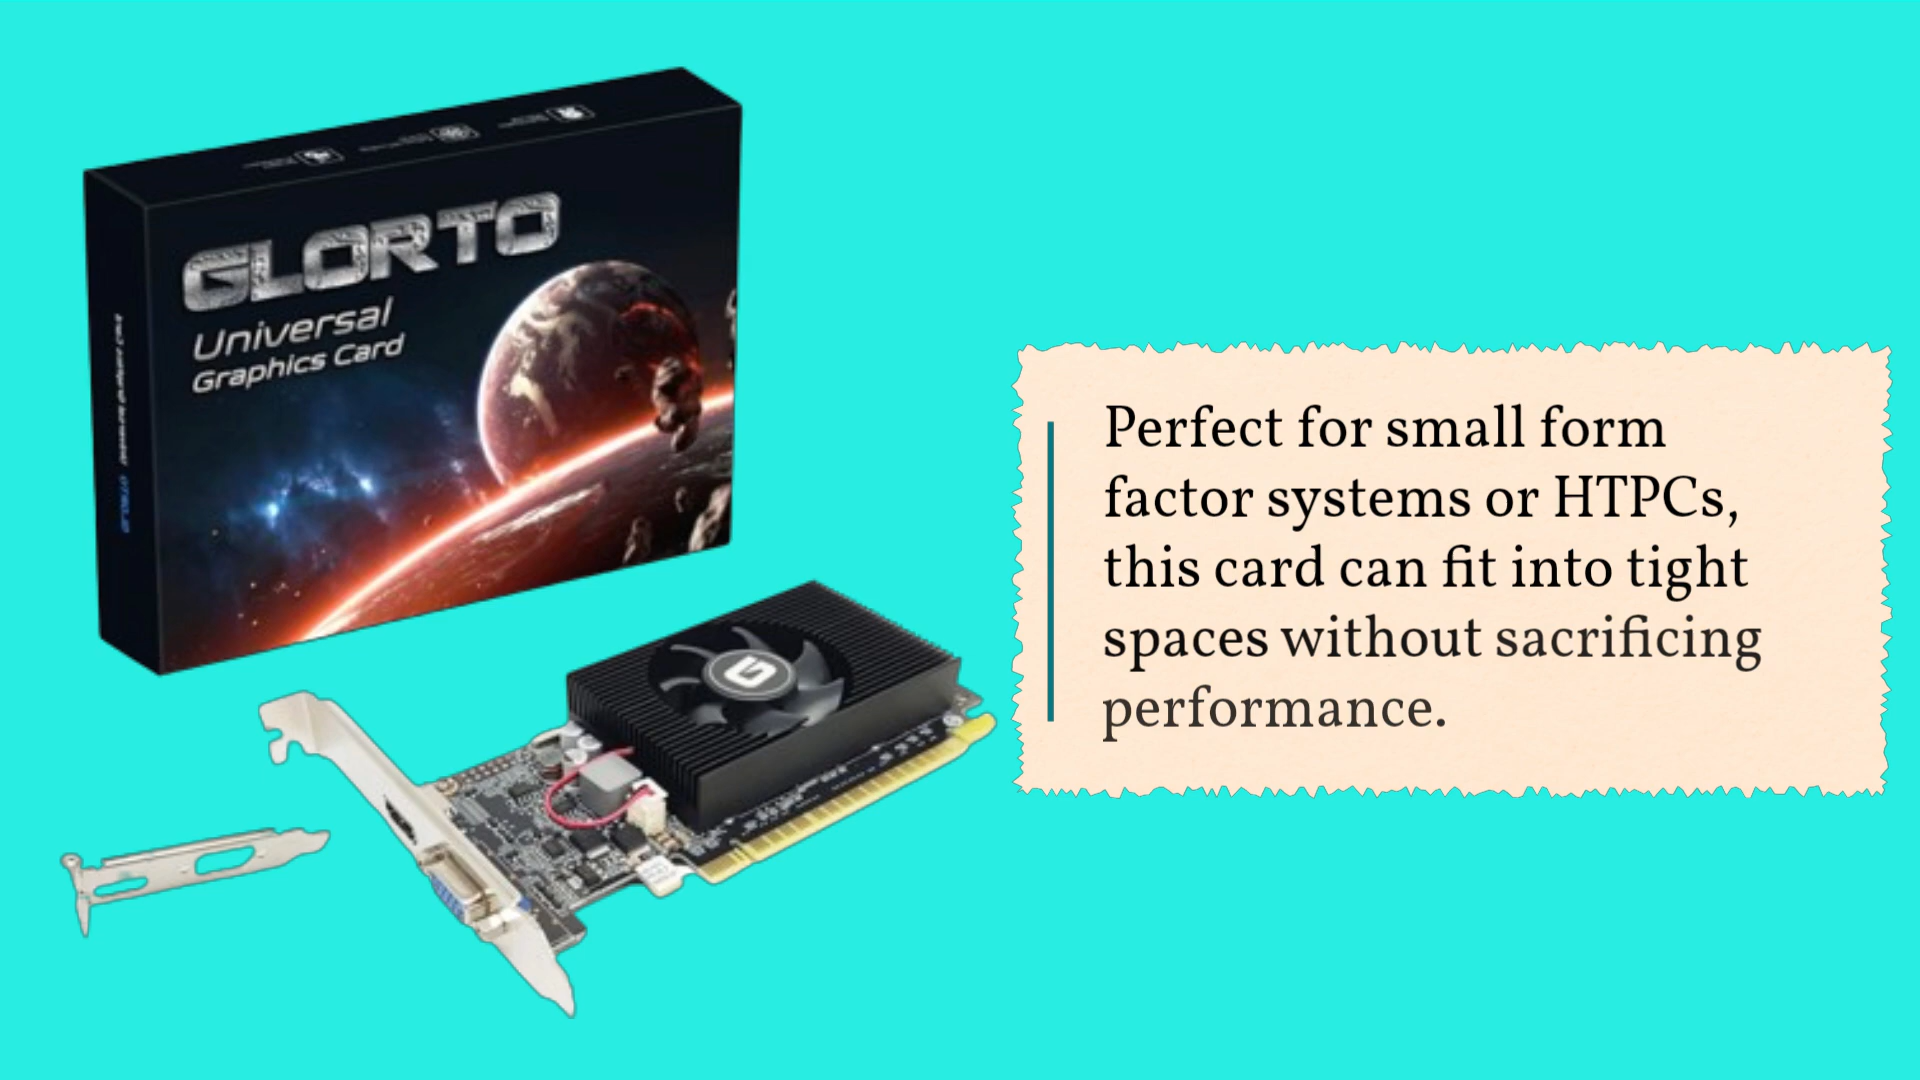 GLORTO
Universal
Graphics Card
G
Perfect for small form
factor systems or HTPCs,
this card can fit into tight
spaces without sacrificing
performance.